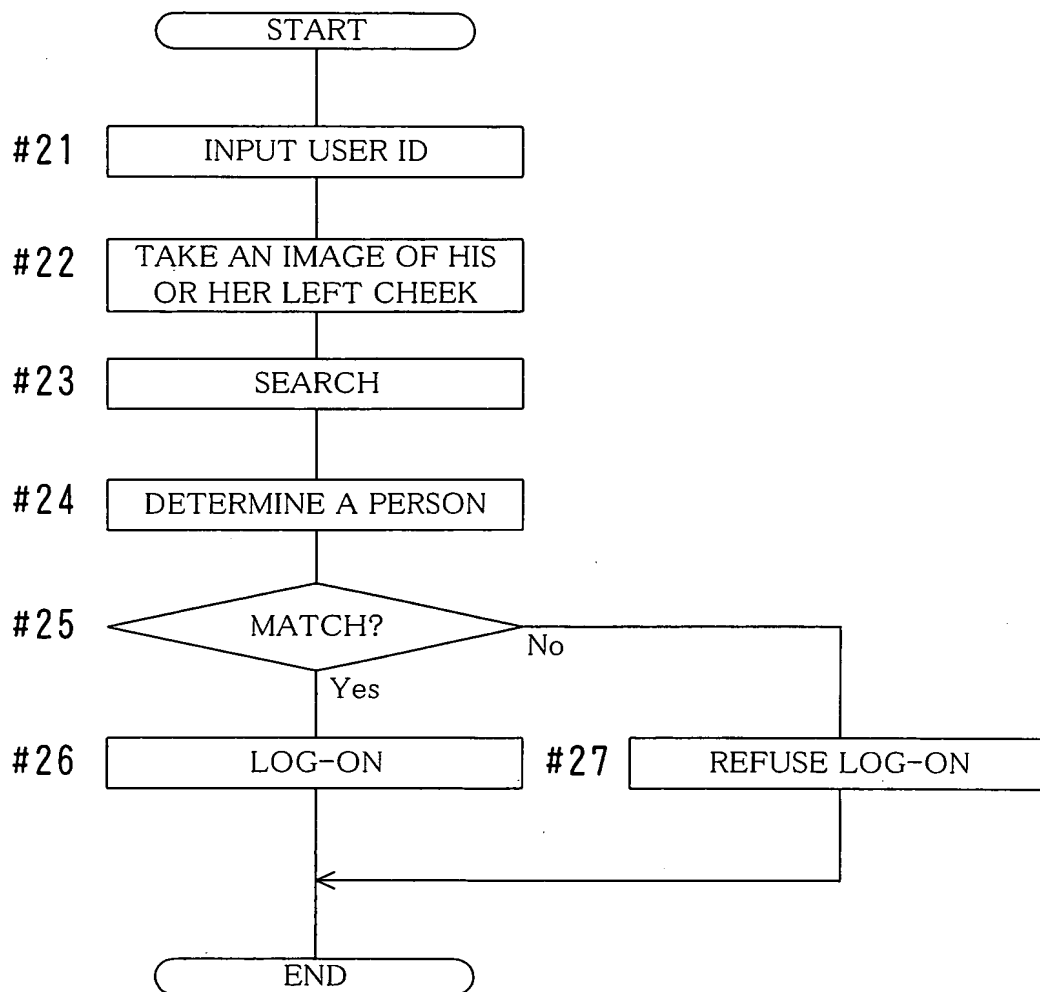 START
#21 INPUT USER ID
#22 TAKE AN IMAGE OF HIS
OR HER LEFT CHEEK
#23 SEARCH
#24 DETERMINE A PERSON
#25 MATCH?
No
Yes
#26 LOG-ON #27 REFUSE LOG-ON
END